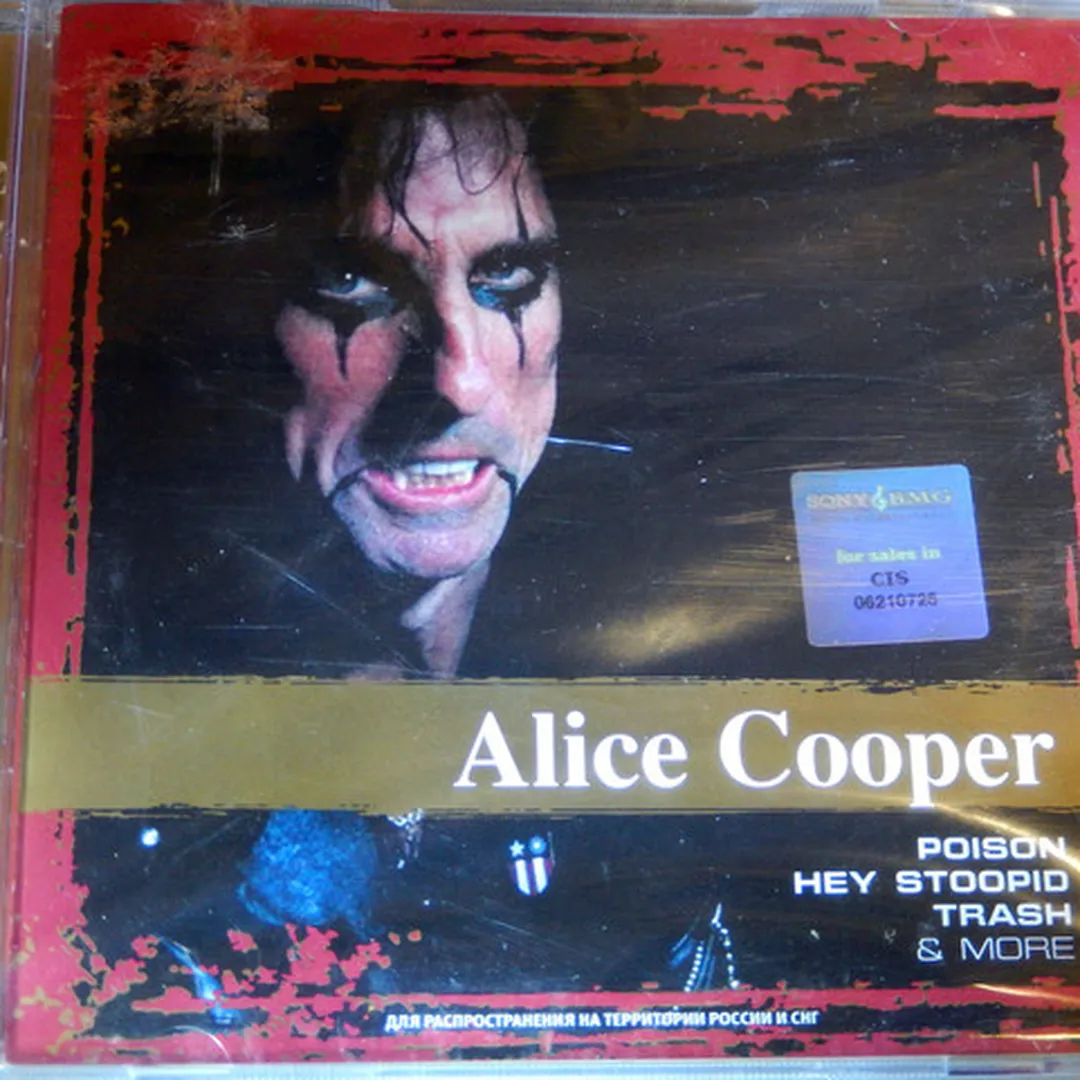 SONY BMG
for sales in
CIS
06210725
Alice Cooper
POISON
HEY STOOPID
TRASH
& MORE
ДЛЯ РАСПРОСТРАНЕНИЯ НА ТЕРРИТОРИИ РОССИИ И СНГ